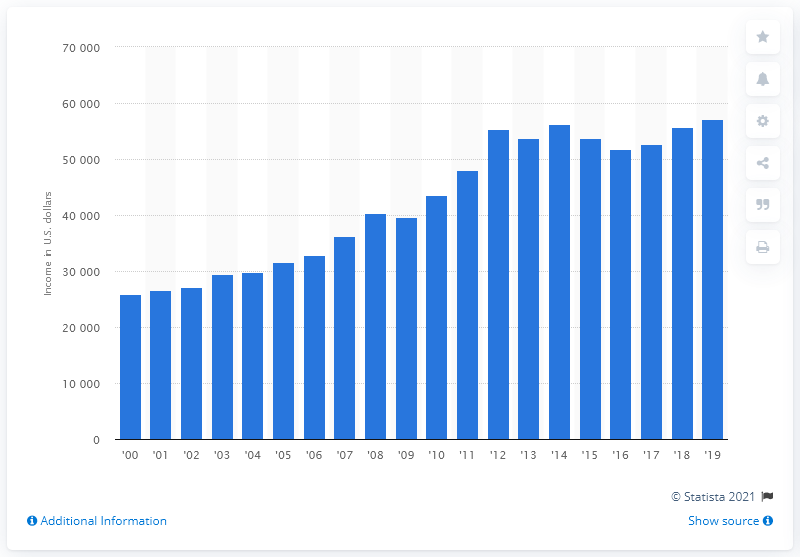 70 000
60 000
50 000
40 000
30 000
20 000
10 000
0
Income in U.S. dollars
'00 '01 '02 '03 '04 '05 '06 '07 '08 '09 '10 '11 '12 '13 '14 '15 '16 '17 '18 '19
© Statista 2021
Additional Information
Show source